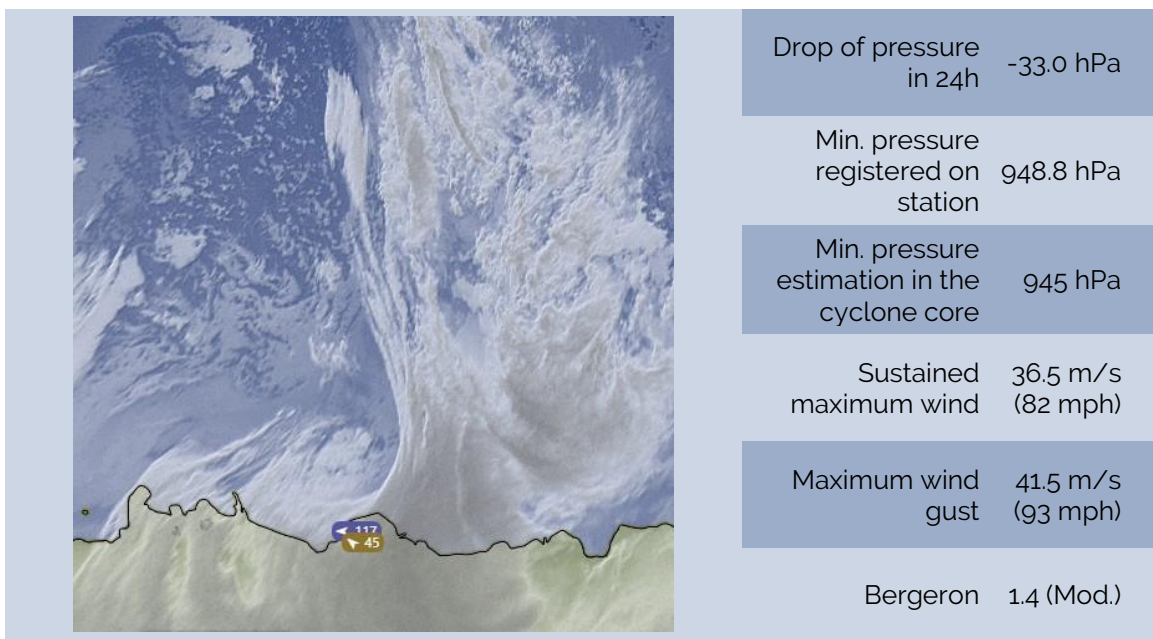 Drop of pressure
in 24h
-33.0 hPa
Min. pressure
registered on
station
948.8 hPa
Min. pressure
estimation in the
cyclone core
945 hPa
Sustained
maximum wind
36.5 m/s
(82 mph)
Maximum wind
gust
41.5 m/s
(93 mph)
Bergeron
1.4 (Mod.)
117
45